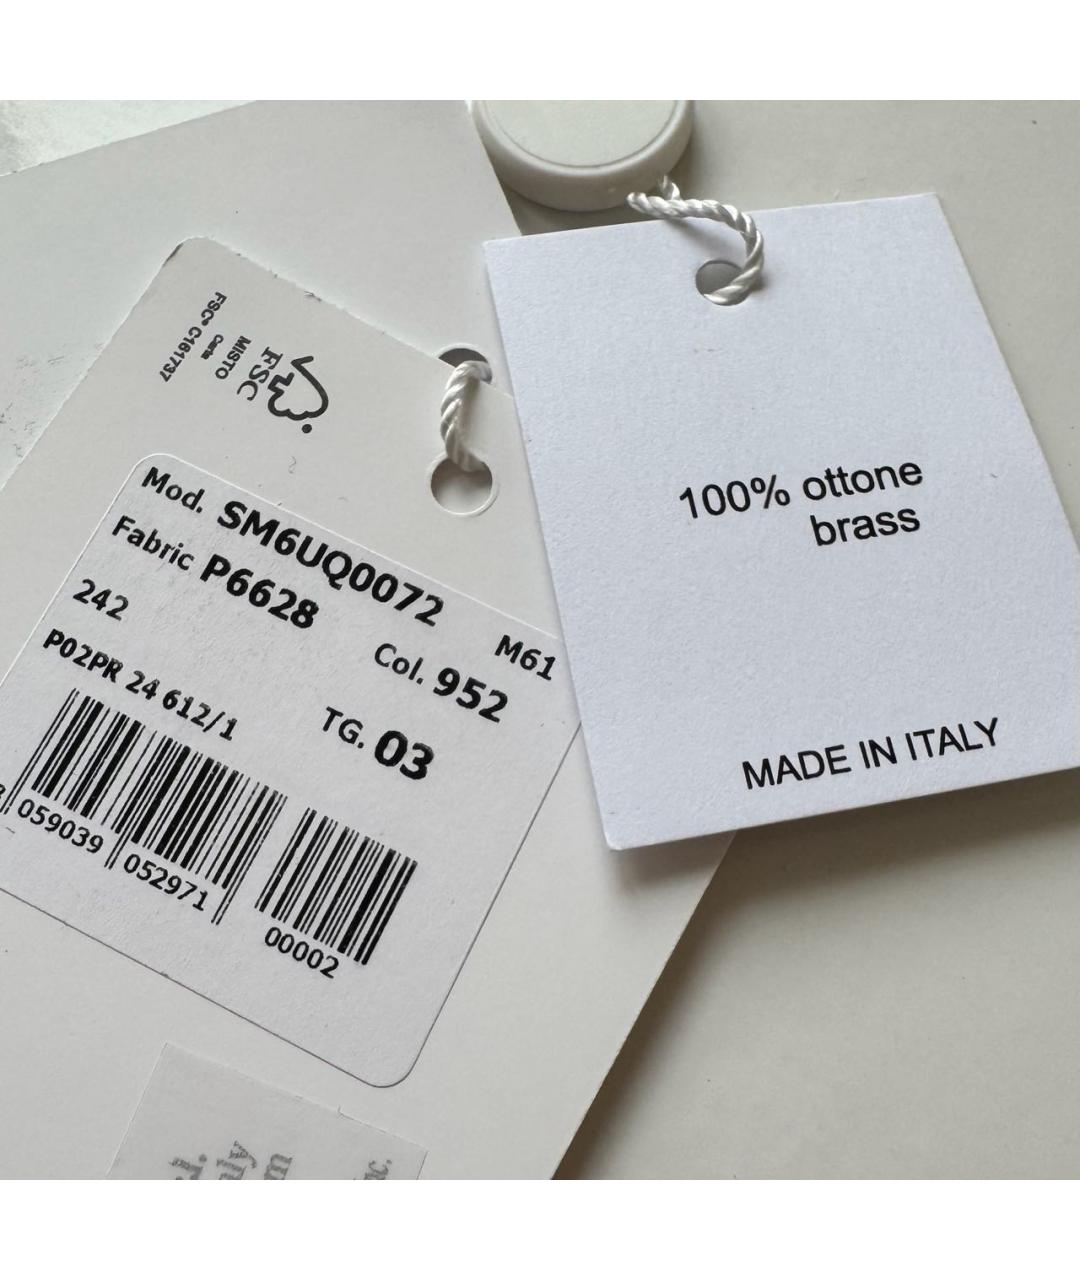 FSC® C161737
Carta
MISTO
FSC
Mod. SM6UQ0072
Fabric P6628 M61
242 Col. 952
P02PR 24 612/1 TG. 03
8 059039 052971 00002
100% ottone
brass
MADE IN ITALY